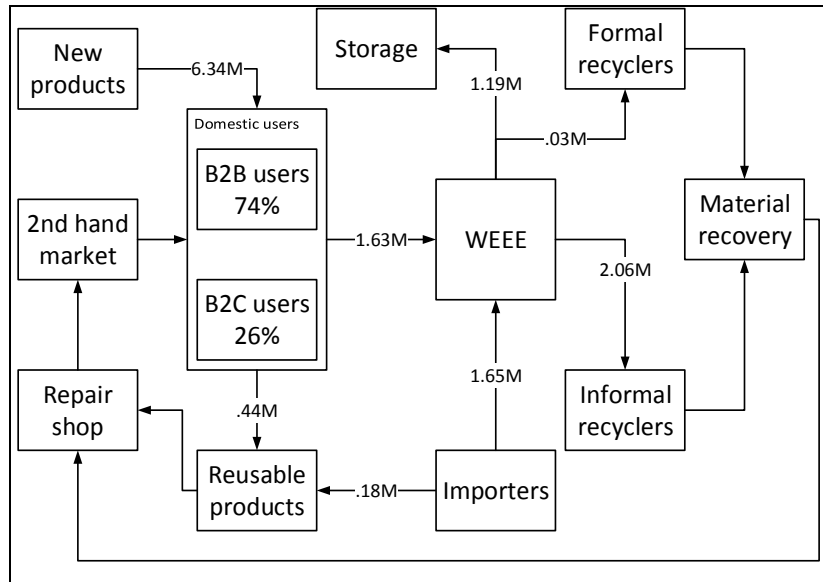 New
products
6.34M
Storage
1.19M
Formal
recyclers
.03M
Domestic users
B2B users
74%
2nd hand
market
1.63M
WEEE
Material
recovery
2.06M
B2C users
26%
1.65M
Repair
shop
.44M
Informal
recyclers
Reusable
products
.18M
Importers